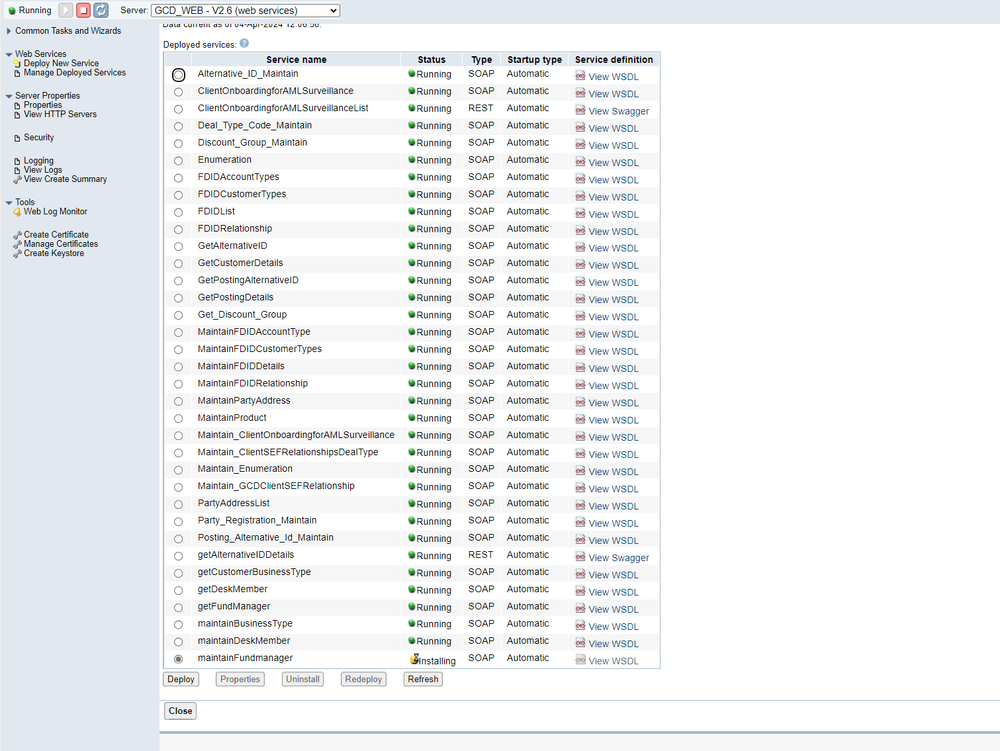 Running Server: GCD_WEB - V2.6 (web services)
Common Tasks and Wizards
Web Services
Deploy New Service
Manage Deployed Services
Server Properties
Properties
View HTTP Servers
Security
Logging
View Logs
View Create Summary
Tools
Web Log Monitor
Create Certificate
Manage Certificates
Create Keystore
Data current as of 04-Apr-2024 12:06:56.
Deployed services: ?
Service name Status Type Startup type Service definition
Alternative_ID_Maintain Running SOAP Automatic View WSDL
ClientOnboardingforAMLSurveillance Running SOAP Automatic View WSDL
ClientOnboardingforAMLSurveillanceList Running REST Automatic View Swagger
Deal_Type_Code_Maintain Running SOAP Automatic View WSDL
Discount_Group_Maintain Running SOAP Automatic View WSDL
Enumeration Running SOAP Automatic View WSDL
FDIDAccountTypes Running SOAP Automatic View WSDL
FDIDCustomerTypes Running SOAP Automatic View WSDL
FDIDList Running SOAP Automatic View WSDL
FDIDRelationship Running SOAP Automatic View WSDL
GetAlternativeID Running SOAP Automatic View WSDL
GetCustomerDetails Running SOAP Automatic View WSDL
GetPostingAlternativeID Running SOAP Automatic View WSDL
GetPostingDetails Running SOAP Automatic View WSDL
Get_Discount_Group Running SOAP Automatic View WSDL
MaintainFDIDAccountType Running SOAP Automatic View WSDL
MaintainFDIDCustomerTypes Running SOAP Automatic View WSDL
MaintainFDIDDetails Running SOAP Automatic View WSDL
MaintainFDIDRelationship Running SOAP Automatic View WSDL
MaintainPartyAddress Running SOAP Automatic View WSDL
MaintainProduct Running SOAP Automatic View WSDL
Maintain_ClientOnboardingforAMLSurveillance Running SOAP Automatic View WSDL
Maintain_ClientSEFRelationshipsDealType Running SOAP Automatic View WSDL
Maintain_Enumeration Running SOAP Automatic View WSDL
Maintain_GCDClientSEFRelationship Running SOAP Automatic View WSDL
PartyAddressList Running SOAP Automatic View WSDL
Party_Registration_Maintain Running SOAP Automatic View WSDL
Posting_Alternative_Id_Maintain Running SOAP Automatic View WSDL
getAlternativeIDDetails Running REST Automatic View Swagger
getCustomerBusinessType Running SOAP Automatic View WSDL
getDeskMember Running SOAP Automatic View WSDL
getFundManager Running SOAP Automatic View WSDL
maintainBusinessType Running SOAP Automatic View WSDL
maintainDeskMember Running SOAP Automatic View WSDL
maintainFundmanager Installing SOAP Automatic View WSDL
Deploy Properties Uninstall Redeploy Refresh
Close